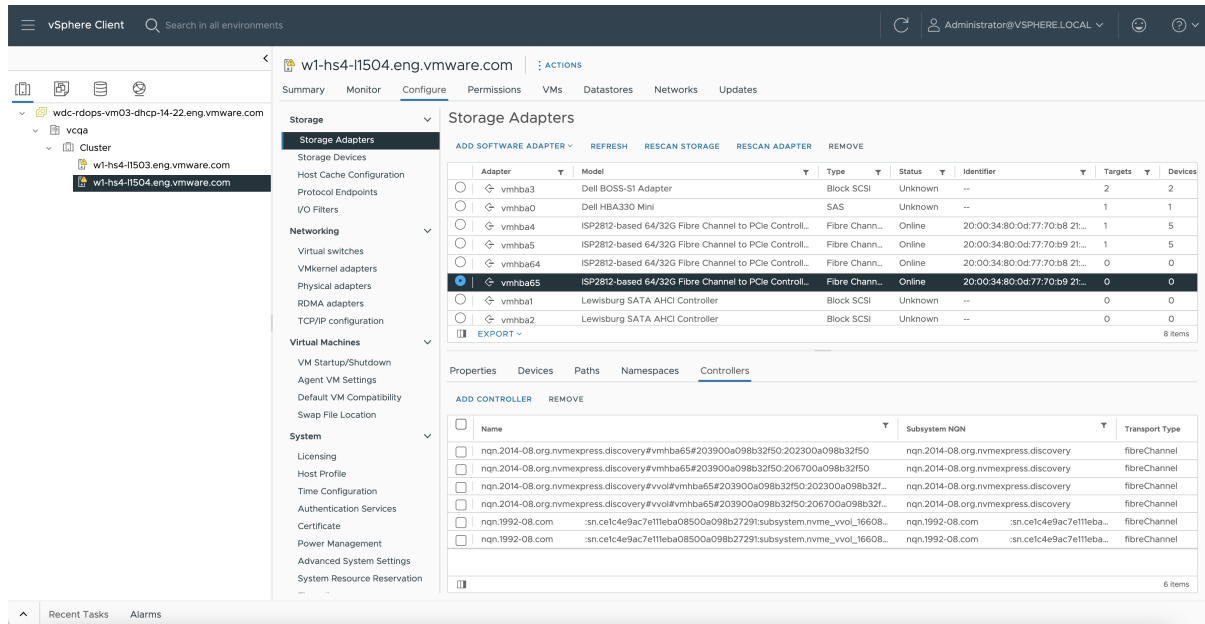 vSphere Client
Search in all environments
Administrator@VSPHERE.LOCAL
w1-hs4-l1504.eng.vmware.com
ACTIONS
Summary Monitor Configure Permissions VMs Datastores Networks Updates
wdc-rdops-vm03-dhcp-14-22.eng.vmware.com
vcqa
Cluster
w1-hs4-l1503.eng.vmware.com
w1-hs4-l1504.eng.vmware.com
Storage
Storage Adapters
Storage Devices
Host Cache Configuration
Protocol Endpoints
I/O Filters
Networking
Virtual switches
VMkernel adapters
Physical adapters
RDMA adapters
TCP/IP configuration
Virtual Machines
VM Startup/Shutdown
Agent VM Settings
Default VM Compatibility
Swap File Location
System
Licensing
Host Profile
Time Configuration
Authentication Services
Certificate
Power Management
Advanced System Settings
System Resource Reservation
Storage Adapters
ADD SOFTWARE ADAPTER REFRESH RESCAN STORAGE RESCAN ADAPTER REMOVE
Adapter Model Type Status Identifier Targets Devices
vmhba3 Dell BOSS-S1 Adapter Block SCSI Unknown -- 2 2
vmhba0 Dell HBA330 Mini SAS Unknown -- 1 1
vmhba4 ISP2812-based 64/32G Fibre Channel to PCIe Controll... Fibre Chann... Online 20:00:34:80:0d:77:70:b8 21:... 1 5
vmhba5 ISP2812-based 64/32G Fibre Channel to PCIe Controll... Fibre Chann... Online 20:00:34:80:0d:77:70:b9 21:... 1 5
vmhba64 ISP2812-based 64/32G Fibre Channel to PCIe Controll... Fibre Chann... Online 20:00:34:80:0d:77:70:b8 21:... 0 0
vmhba65 ISP2812-based 64/32G Fibre Channel to PCIe Controll... Fibre Chann... Online 20:00:34:80:0d:77:70:b9 21:... 0 0
vmhba1 Lewisburg SATA AHCI Controller Block SCSI Unknown -- 0 0
vmhba2 Lewisburg SATA AHCI Controller Block SCSI Unknown -- 0 0
EXPORT 8 items
Properties Devices Paths Namespaces Controllers
ADD CONTROLLER REMOVE
Name Subsystem NQN Transport Type
nqn.2014-08.org.nvmexpress.discovery#vmhba65#203900a098b32f50:202300a098b32f50 nqn.2014-08.org.nvmexpress.discovery fibreChannel
nqn.2014-08.org.nvmexpress.discovery#vmhba65#203900a098b32f50:206700a098b32f50 nqn.2014-08.org.nvmexpress.discovery fibreChannel
nqn.2014-08.org.nvmexpress.discovery#vvol#vmhba65#203900a098b32f50:202300a098b32f... nqn.2014-08.org.nvmexpress.discovery fibreChannel
nqn.2014-08.org.nvmexpress.discovery#vvol#vmhba65#203900a098b32f50:206700a098b32f... nqn.2014-08.org.nvmexpress.discovery fibreChannel
nqn.1992-08.com :sn.ce1c4e9ac7e111eba08500a098b27291:subsystem.nvme_vvol_16608... nqn.1992-08.com :sn.ce1c4e9ac7e111eba... fibreChannel
nqn.1992-08.com :sn.ce1c4e9ac7e111eba08500a098b27291:subsystem.nvme_vvol_16608... nqn.1992-08.com :sn.ce1c4e9ac7e111eba... fibreChannel
6 items
Recent Tasks Alarms